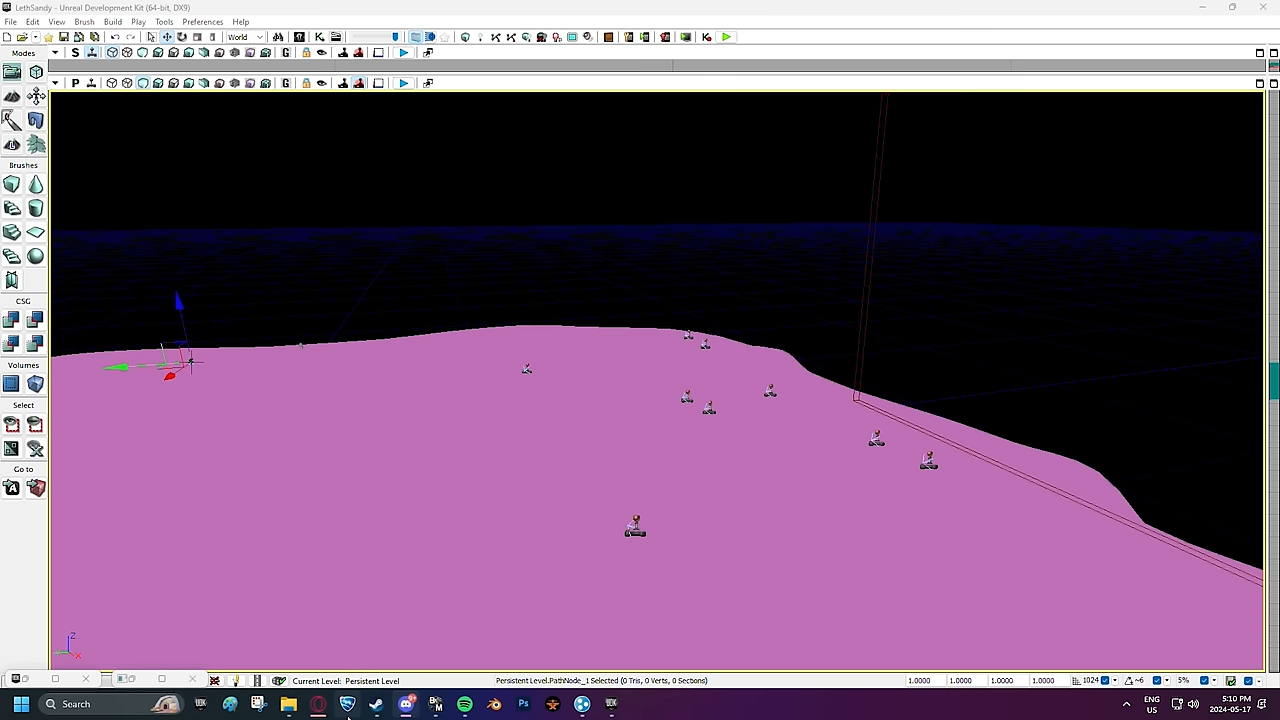 LethSandy - Unreal Development Kit (64-bit, DX9)
File Edit View Brush Build Play Tools Preferences Help
World
Modes
S
G
P
G
Brushes
CSG
Volumes
Select
Go to
Z
X
Current Level: Persistent Level
Persistent Level.PathNode_1 Selected (0 Tris, 0 Verts, 0 Sections)
1.0000 1.0000 1.0000 1.0000 1024 ~6 5%
Search
Ps
ENG
US
5:10 PM
2024-05-17